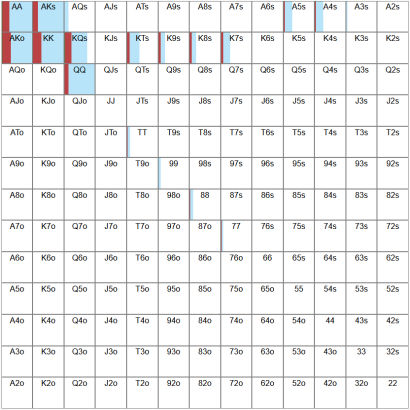 AA AKs AQs AJs ATs A9s A8s A7s A6s A5s A4s A3s A2s
AKo KK KQs KJs KTs K9s K8s K7s K6s K5s K4s K3s K2s
AQo KQo QQ QJs QTs Q9s Q8s Q7s Q6s Q5s Q4s Q3s Q2s
AJo KJo QJo JJ JTs J9s J8s J7s J6s J5s J4s J3s J2s
ATo KTo QTo JTo TT T9s T8s T7s T6s T5s T4s T3s T2s
A9o K9o Q9o J9o T9o 99 98s 97s 96s 95s 94s 93s 92s
A8o K8o Q8o J8o T8o 98o 88 87s 86s 85s 84s 83s 82s
A7o K7o Q7o J7o T7o 97o 87o 77 76s 75s 74s 73s 72s
A6o K6o Q6o J6o T6o 96o 86o 76o 66 65s 64s 63s 62s
A5o K5o Q5o J5o T5o 95o 85o 75o 65o 55 54s 53s 52s
A4o K4o Q4o J4o T4o 94o 84o 74o 64o 54o 44 43s 42s
A3o K3o Q3o J3o T3o 93o 83o 73o 63o 53o 43o 33 32s
A2o K2o Q2o J2o T2o 92o 82o 72o 62o 52o 42o 32o 22